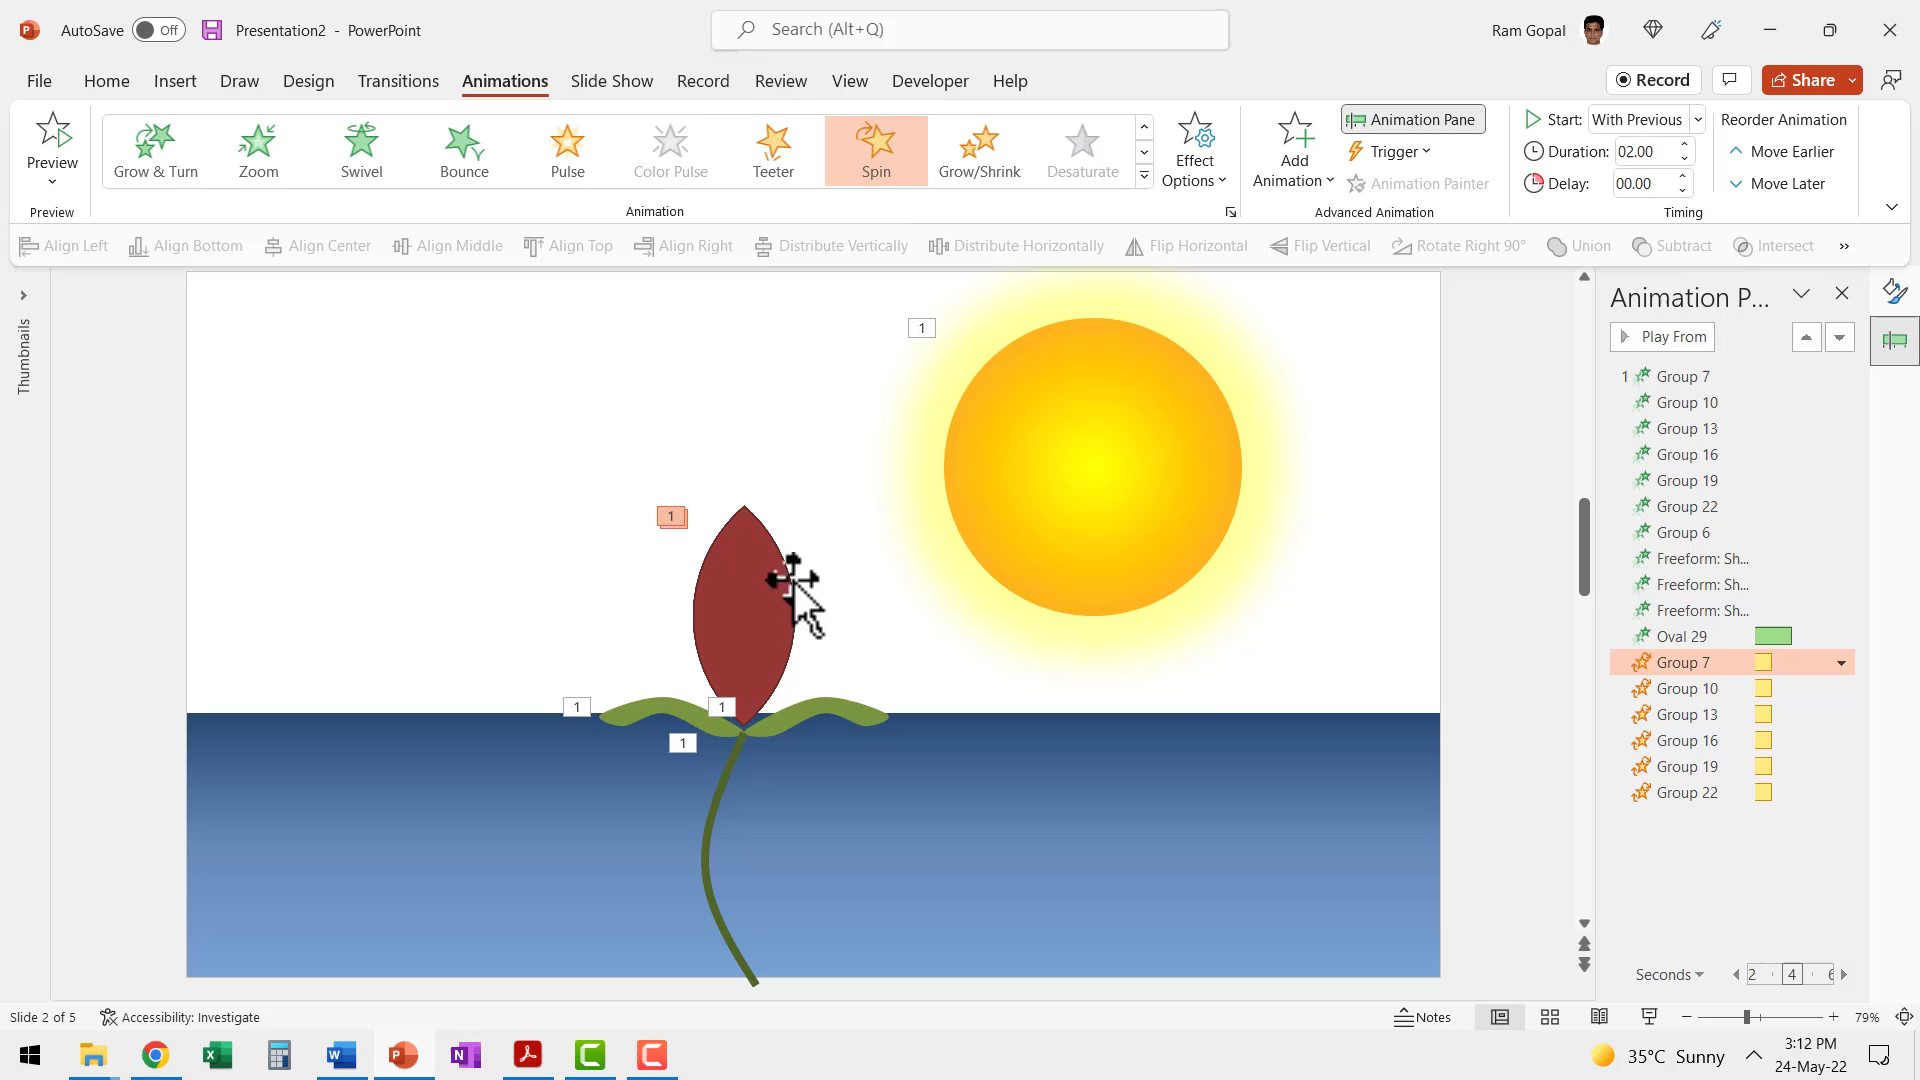 AutoSave Off Presentation2 - PowerPoint Search (Alt+Q) Ram Gopal
File Home Insert Draw Design Transitions Animations Slide Show Record Review View Developer Help Record Share
Preview
Preview
Grow & Turn Zoom Swivel Bounce Pulse Color Pulse Teeter Spin Grow/Shrink Desaturate
Animation
Effect
Options
Add
Animation
Animation Pane
Trigger
Animation Painter
Advanced Animation
Start: With Previous
Duration: 02.00
Delay: 00.00
Reorder Animation
Move Earlier
Move Later
Timing
Align Left Align Bottom Align Center Align Middle Align Top Align Right Distribute Vertically Distribute Horizontally Flip Horizontal Flip Vertical Rotate Right 90° Union Subtract Intersect »
Thumbnails
1
1
1
1
1
Animation P...
Play From
1 Group 7
Group 10
Group 13
Group 16
Group 19
Group 22
Group 6
Freeform: Sh...
Freeform: Sh...
Freeform: Sh...
Oval 29
Group 7
Group 10
Group 13
Group 16
Group 19
Group 22
Seconds 2 4 6
Slide 2 of 5 Accessibility: Investigate Notes 79%
35°C Sunny
3:12 PM
24-May-22